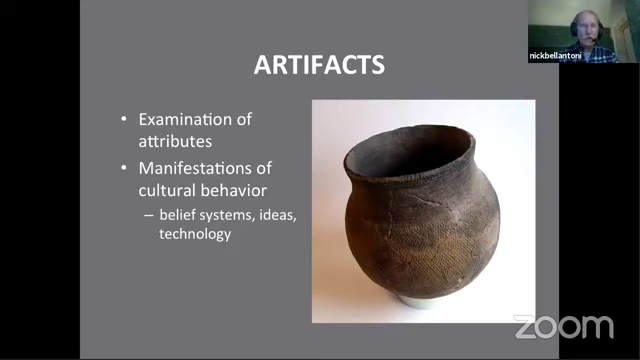 nickbellantoni
ARTIFACTS
• Examination of
attributes
• Manifestations of
cultural behavior
– belief systems, ideas,
technology
zoom